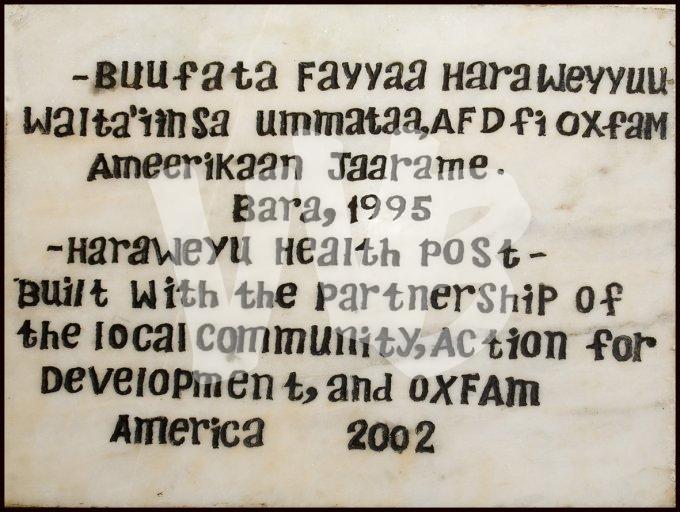 -Buufata Fayyaa Haraweyyuu-
Walta'iinsa ummataa,AFD fi OXfaM
Ameerikaan Jaarame.
Bara, 1995
-Haraweyu Health Post-
Built With the partnerShip Of
the local community, Action for
Development, and OXFAm
America 2002